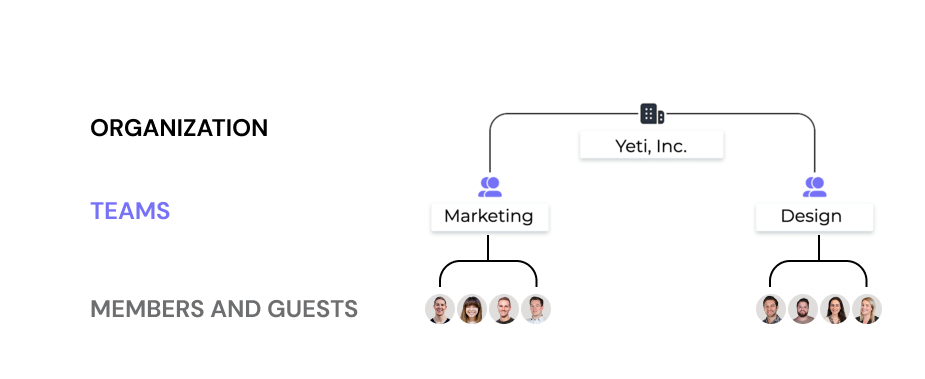 ORGANIZATION
Yeti, Inc.
TEAMS
Marketing
Design
MEMBERS AND GUESTS